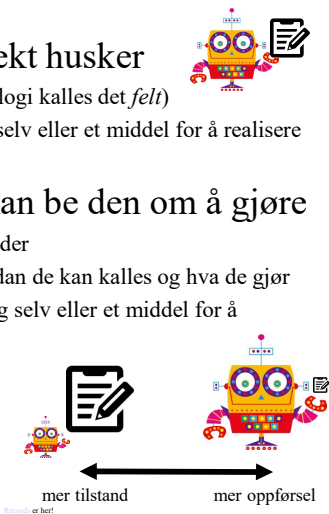 ekt husker
logi kalles det felt)
selv eller et middel for å realisere
an be den om å gjøre
der
dan de kan kalles og hva de gjør
g selv eller et middel for å
mer tilstand mer oppførsel
Records er her!